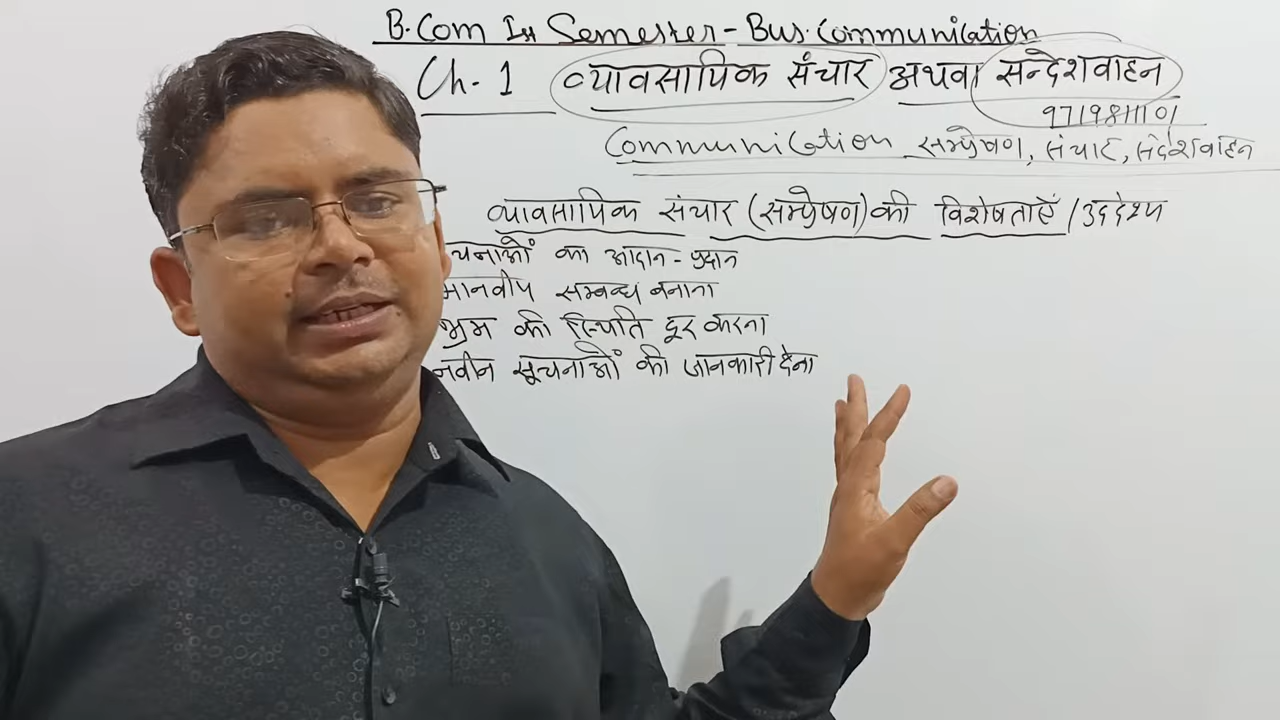 B.Com Ist Semester - Bus. Communication
Ch. 1 व्यावसायिक संचार अथवा सन्देशवाहन
9719811101
Communication सम्प्रेषण, संचार, संदेशवाहन
व्यावसायिक संचार (सम्प्रेषण) की विशेषताएँ / उद्देश्य
चनाओं का आदान - प्रदान
मानवीय सम्बन्ध बनाना
भ्रम की स्थिति दूर करना
नवीन सूचनाओं की जानकारी देना